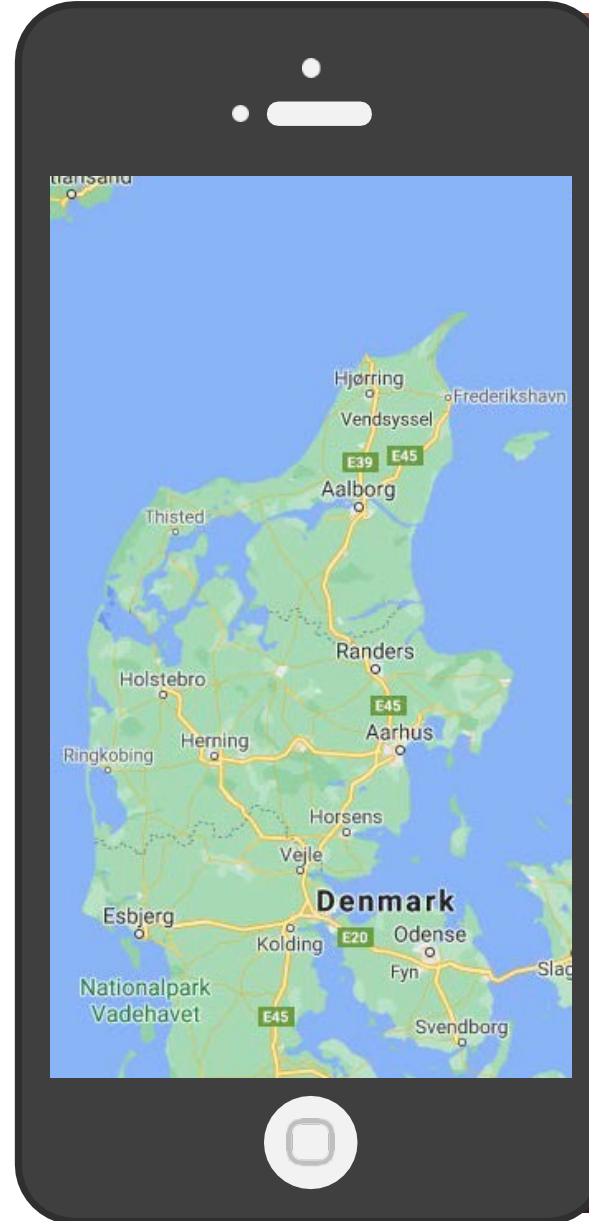 Hjørring
Frederikshavn
Vendsyssel
E39
E45
Aalborg
Thisted
Randers
Holstebro
E45
Aarhus
Herning
Ringkobing
Horsens
Vejle
Denmark
Esbjerg
Odense
E20
Kolding
Fyn
Slag
Nationalpark
Vadehavet
E45
Svendborg